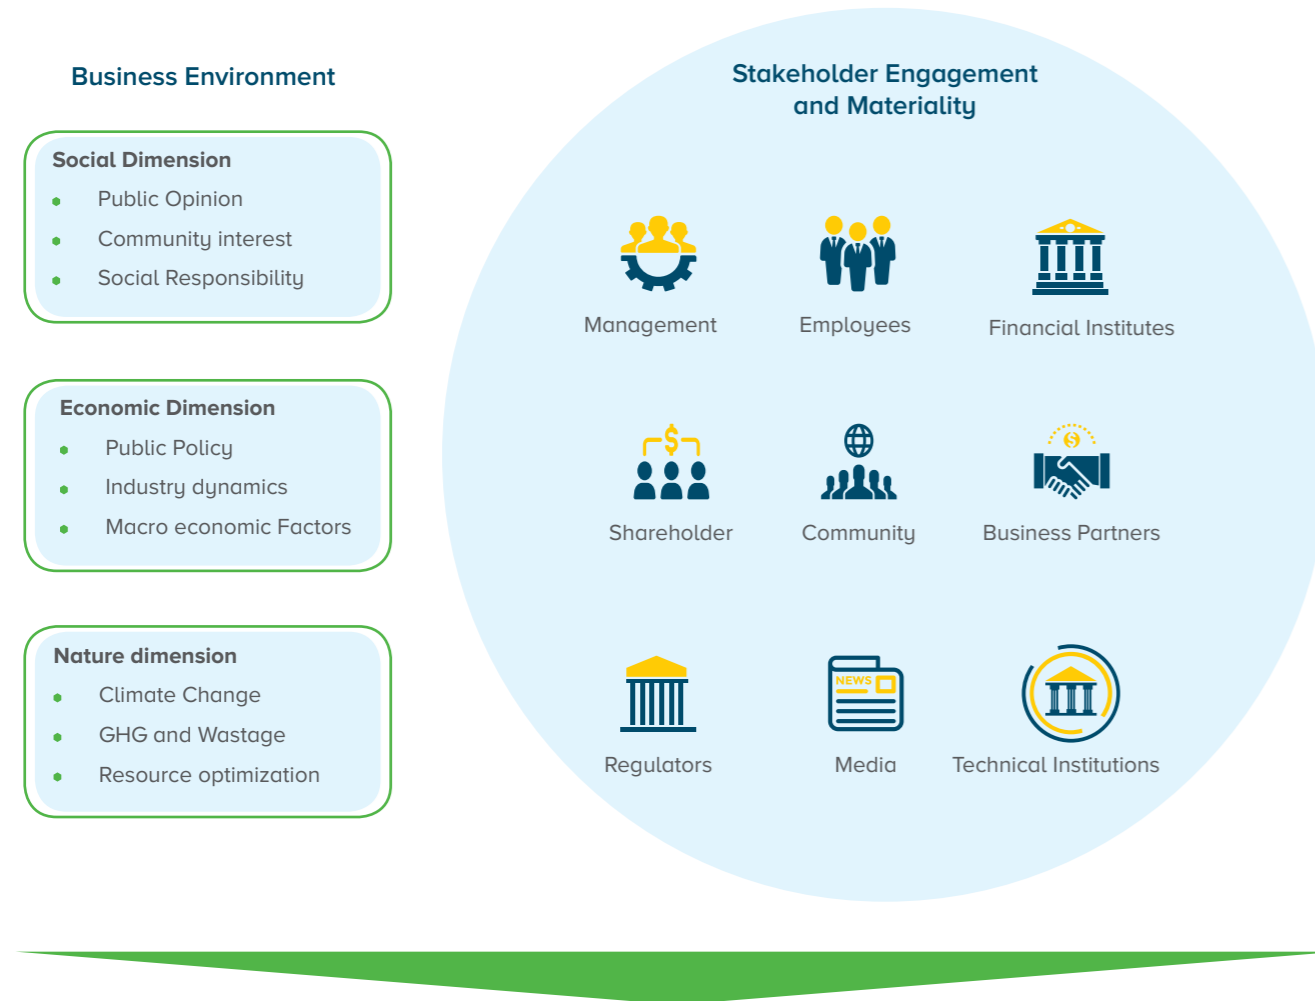 Business Environment
Social Dimension
Public Opinion
Community interest
Social Responsibility
Economic Dimension
Public Policy
Industry dynamics
Macro economic Factors
Nature dimension
Climate Change
GHG and Wastage
Resource optimization
Stakeholder Engagement
and Materiality
Management
Employees
Financial Institutes
$
$
Shareholder
Community
Business Partners
NEWS
Regulators
Media
Technical Institutions